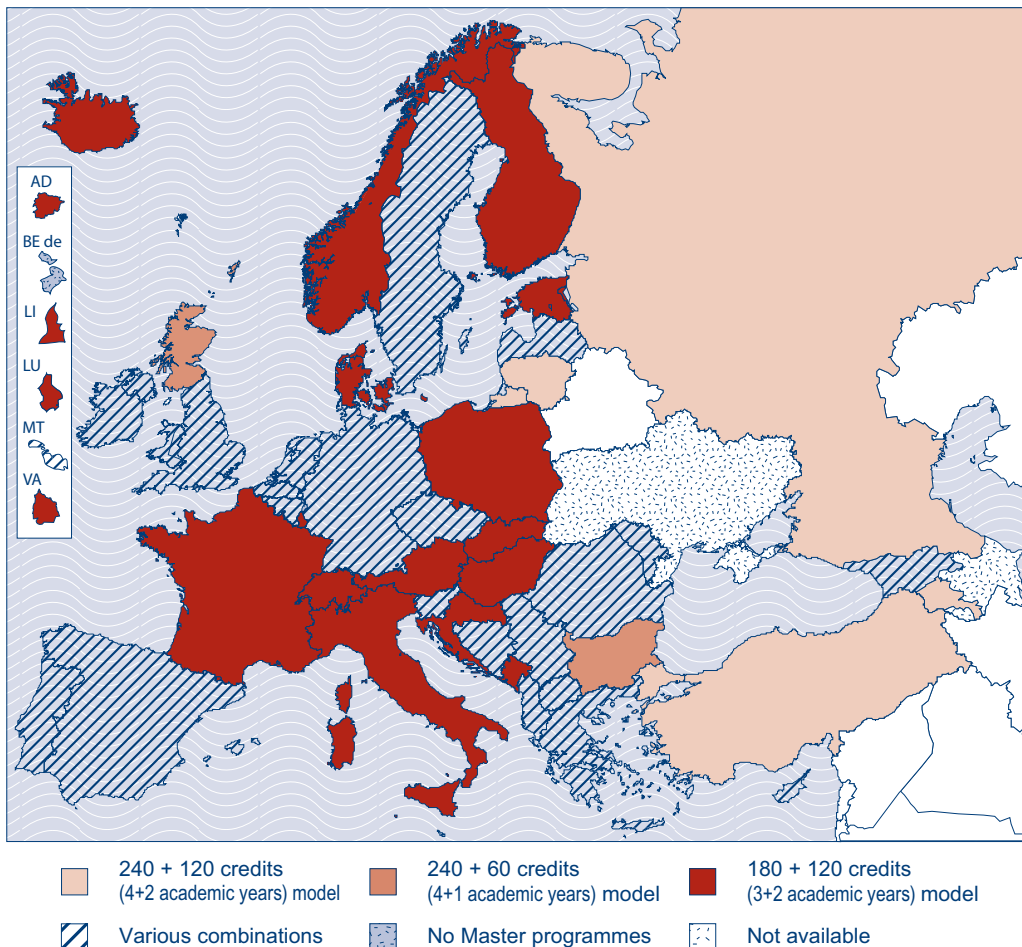 AD
BE de
LI
LU
MT
VA
240 + 120 credits
(4+2 academic years) model
240 + 60 credits
(4+1 academic years) model
180 + 120 credits
(3+2 academic years) model
Various combinations
No Master programmes
Not available